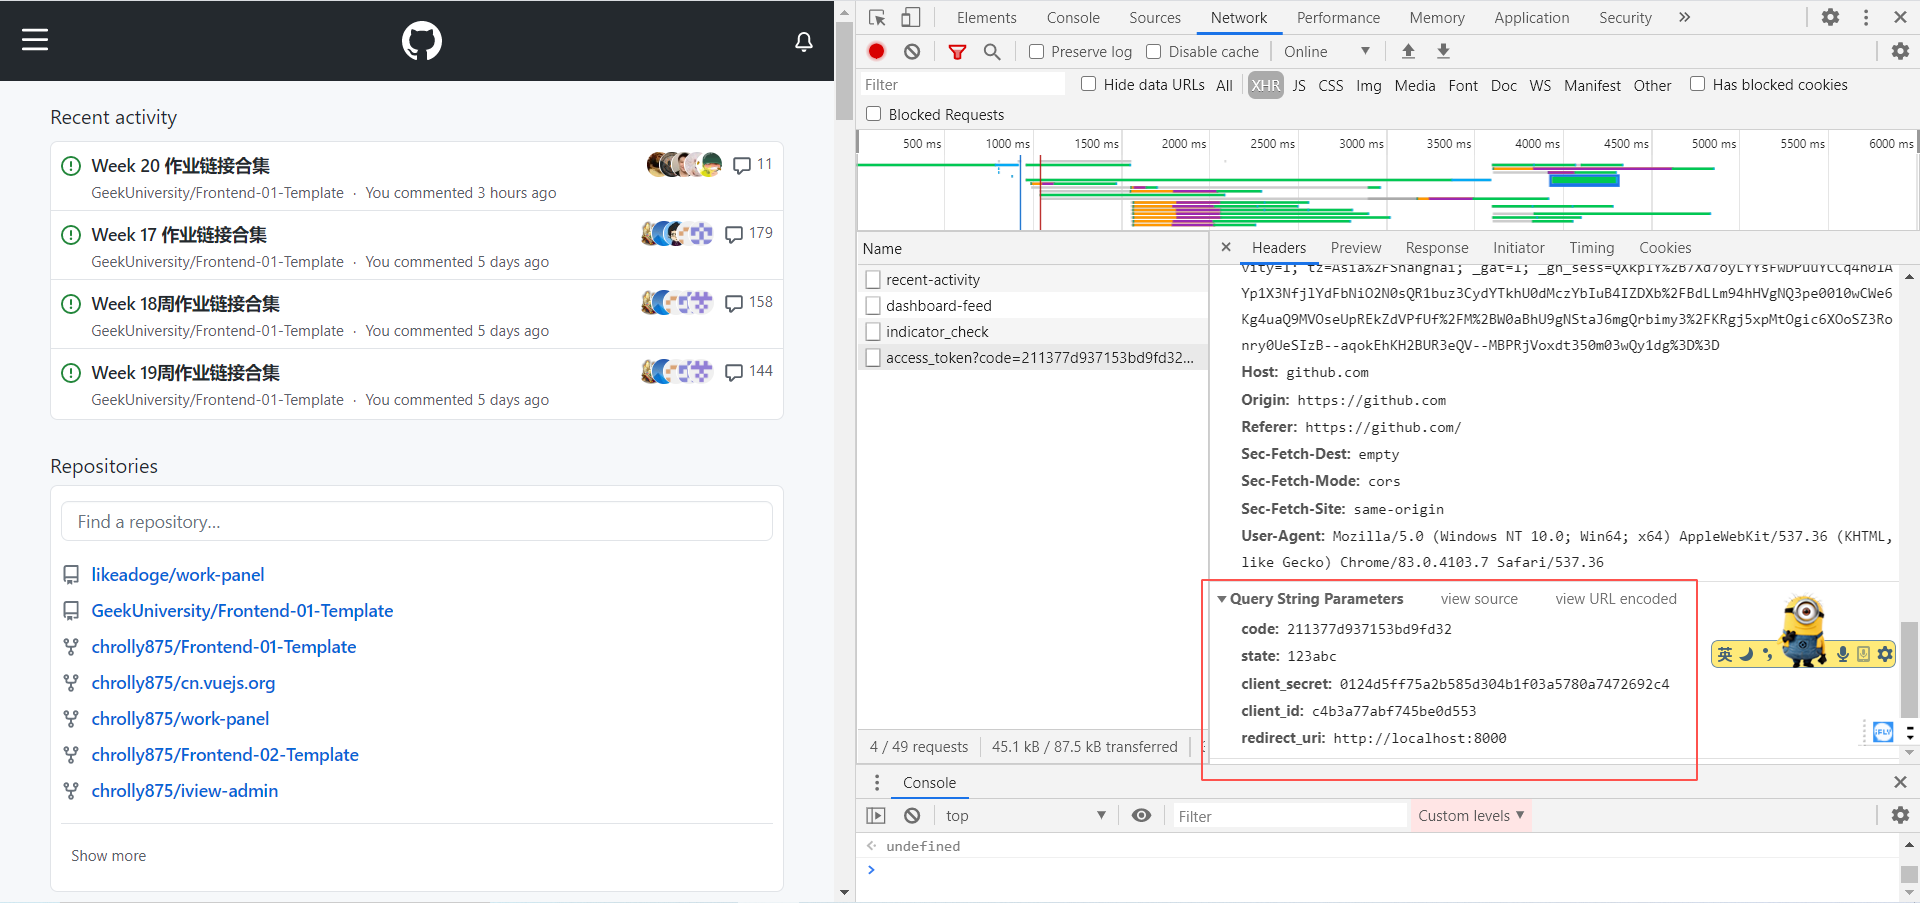 Recent activity
Week 20 作业链接合集
11
GeekUniversity/Frontend-01-Template · You commented 3 hours ago
Week 17 作业链接合集
179
GeekUniversity/Frontend-01-Template · You commented 5 days ago
Week 18周作业链接合集
158
GeekUniversity/Frontend-01-Template · You commented 5 days ago
Week 19周作业链接合集
144
GeekUniversity/Frontend-01-Template · You commented 5 days ago
Repositories
Find a repository...
likeadoge/work-panel
GeekUniversity/Frontend-01-Template
chrolly875/Frontend-01-Template
chrolly875/cn.vuejs.org
chrolly875/work-panel
chrolly875/Frontend-02-Template
chrolly875/iview-admin
Show more
Elements Console Sources Network Performance Memory Application Security »
Preserve log Disable cache Online
Filter Hide data URLs All XHR JS CSS Img Media Font Doc WS Manifest Other Has blocked cookies
Blocked Requests
500 ms 1000 ms 1500 ms 2000 ms 2500 ms 3000 ms 3500 ms 4000 ms 4500 ms 5000 ms 5500 ms 6000 ms
Name
recent-activity
dashboard-feed
indicator_check
access_token?code=211377d937153bd9fd32...
4 / 49 requests 45.1 kB / 87.5 kB transferred
Headers Preview Response Initiator Timing Cookies
Yp1X3NfjlYdFbNiO2N0sQR1buz3CydYTkhU0dMczYbIuB4IZDXb%2FBdLLm94hHVgNQ3pe0010wCWe6
Kg4uaQ9MVOseUpREkZdVPfUf%2FM%2BW0aBhU9gNStaJ6mgQrbimy3%2FKRgj5xpMtOgic6XOoSZ3Ro
nry0UeSIzB--aqokEhKH2BUR3eQV--MBPRjVoxdt350m03wQy1dg%3D%3D
Host: github.com
Origin: https://github.com
Referer: https://github.com/
Sec-Fetch-Dest: empty
Sec-Fetch-Mode: cors
Sec-Fetch-Site: same-origin
User-Agent: Mozilla/5.0 (Windows NT 10.0; Win64; x64) AppleWebKit/537.36 (KHTML,
like Gecko) Chrome/83.0.4103.7 Safari/537.36
Query String Parameters view source view URL encoded
code: 211377d937153bd9fd32
state: 123abc
client_secret: 0124d5ff75a2b585d304b1f03a5780a7472692c4
client_id: c4b3a77abf745be0d553
redirect_uri: http://localhost:8000
英
iFLY
Console
top Filter Custom levels
undefined